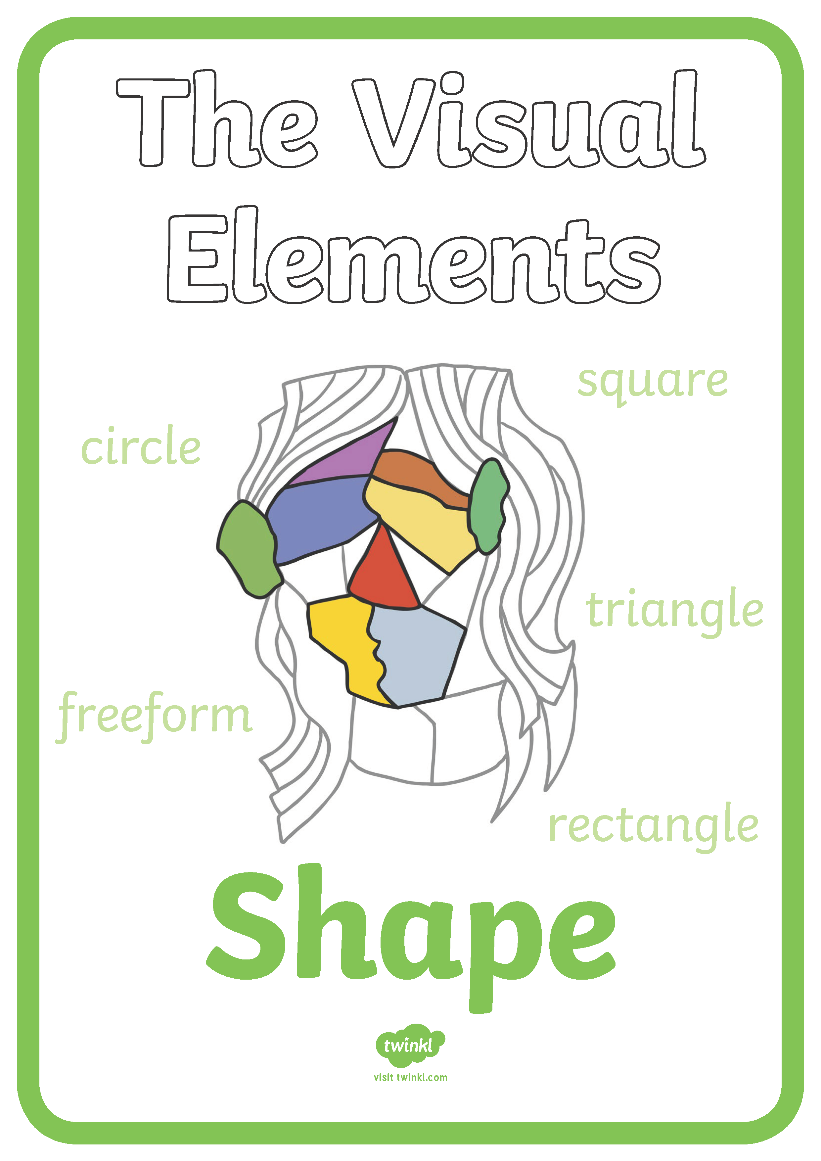 The Visual
Elements
square
circle
triangle
freeform
rectangle
Shape
twinkl
visit twinkl.com